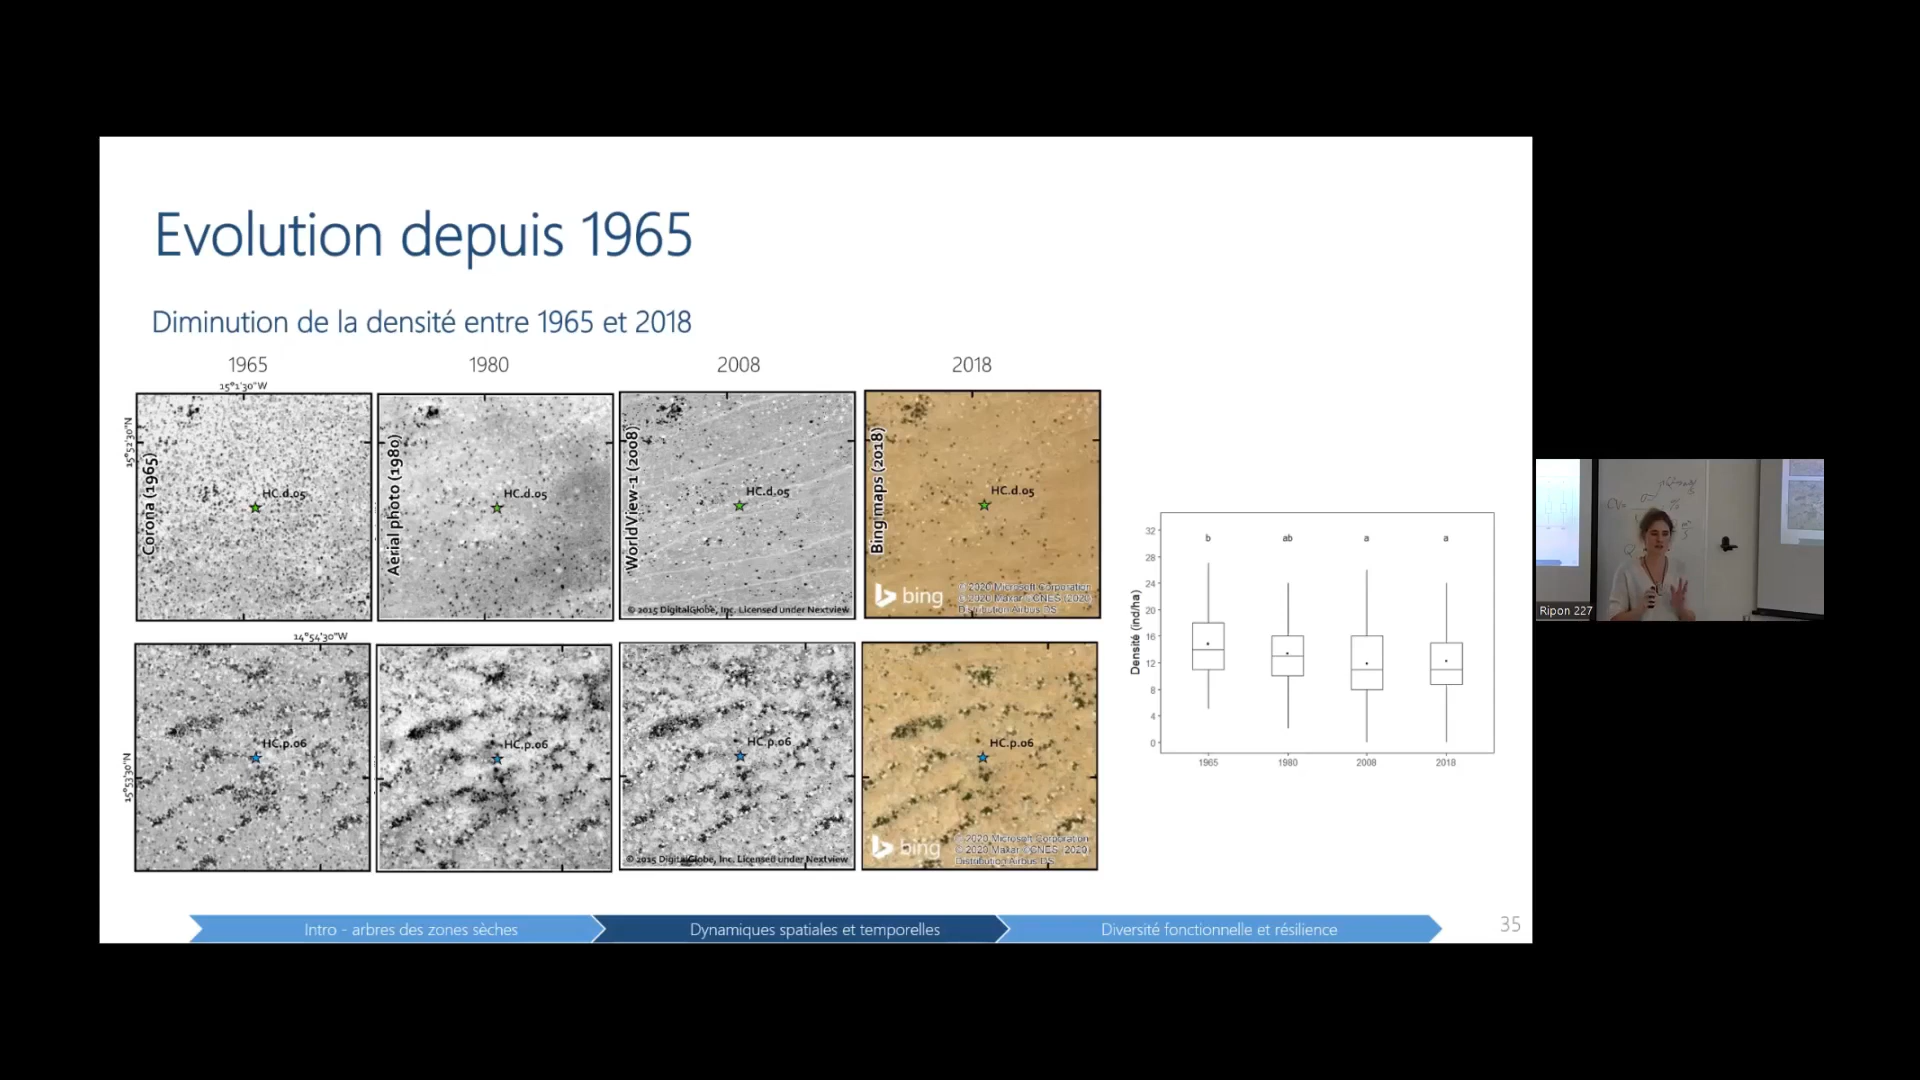 Evolution depuis 1965
Diminution de la densité entre 1965 et 2018
1965
1980
2008
2018
15°1'30"W
15°52'30"N
Corona (1965)
HC.d.05
Aerial photo (1980)
HC.d.05
WorldView-1 (2008)
HC.d.05
© 2015 DigitalGlobe, Inc. Licensed under Nextview
Bing maps (2018)
HC.d.05
bing
© 2020 Microsoft Corporation
© 2020 Maxar ©CNES (2020)
Distribution Airbus DS
14°54'30"W
15°53'30"N
HC.p.06
HC.p.06
HC.p.06
© 2015 DigitalGlobe, Inc. Licensed under Nextview
HC.p.06
bing
© 2020 Microsoft Corporation
© 2020 Maxar ©CNES (2020)
Distribution Airbus DS
Densité (ind/ha)
32
28
24
20
16
12
8
4
0
b
ab
a
a
1965
1980
2008
2018
Ripon 227
CV=
Intro - arbres des zones sèches
Dynamiques spatiales et temporelles
Diversité fonctionnelle et résilience
35